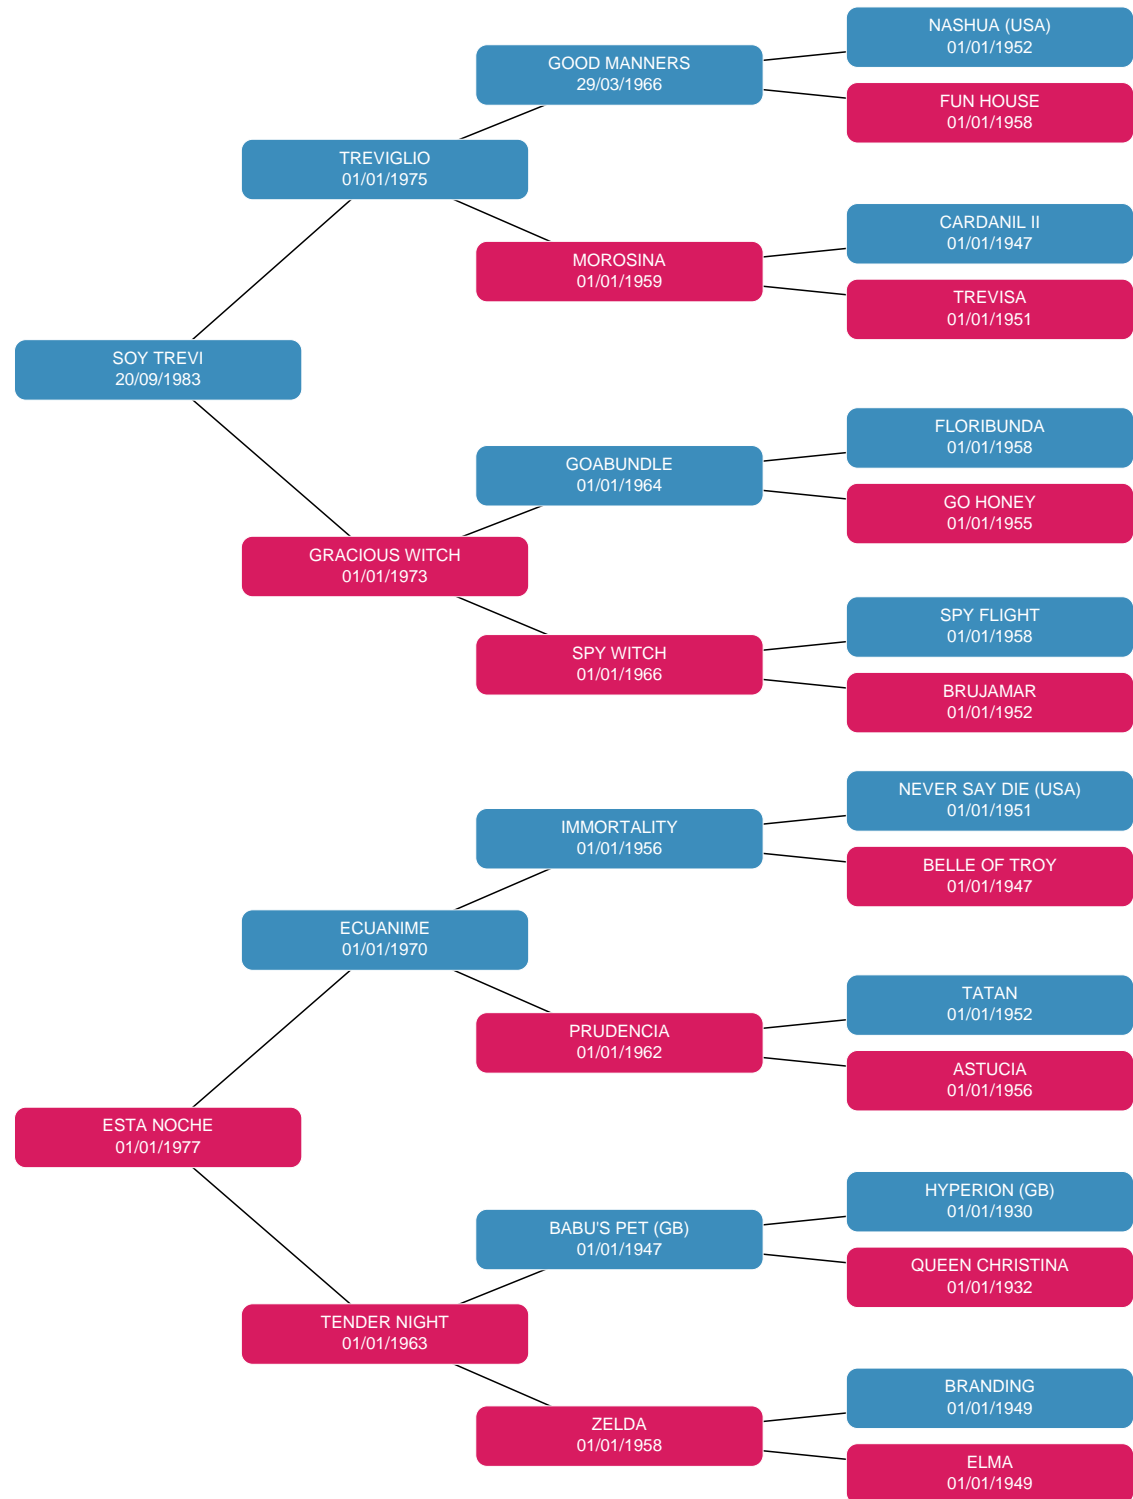 NASHUA (USA)
01/01/1952
GOOD MANNERS
29/03/1966
FUN HOUSE
01/01/1958
TREVIGLIO
01/01/1975
CARDANIL II
01/01/1947
MOROSINA
01/01/1959
TREVISA
01/01/1951
SOY TREVI
20/09/1983
FLORIBUNDA
01/01/1958
GOABUNDLE
01/01/1964
GO HONEY
01/01/1955
GRACIOUS WITCH
01/01/1973
SPY FLIGHT
01/01/1958
SPY WITCH
01/01/1966
BRUJAMAR
01/01/1952
NEVER SAY DIE (USA)
01/01/1951
IMMORTALITY
01/01/1956
BELLE OF TROY
01/01/1947
ECUANIME
01/01/1970
TATAN
01/01/1952
PRUDENCIA
01/01/1962
ASTUCIA
01/01/1956
ESTA NOCHE
01/01/1977
HYPERION (GB)
01/01/1930
BABU'S PET (GB)
01/01/1947
QUEEN CHRISTINA
01/01/1932
TENDER NIGHT
01/01/1963
BRANDING
01/01/1949
ZELDA
01/01/1958
ELMA
01/01/1949